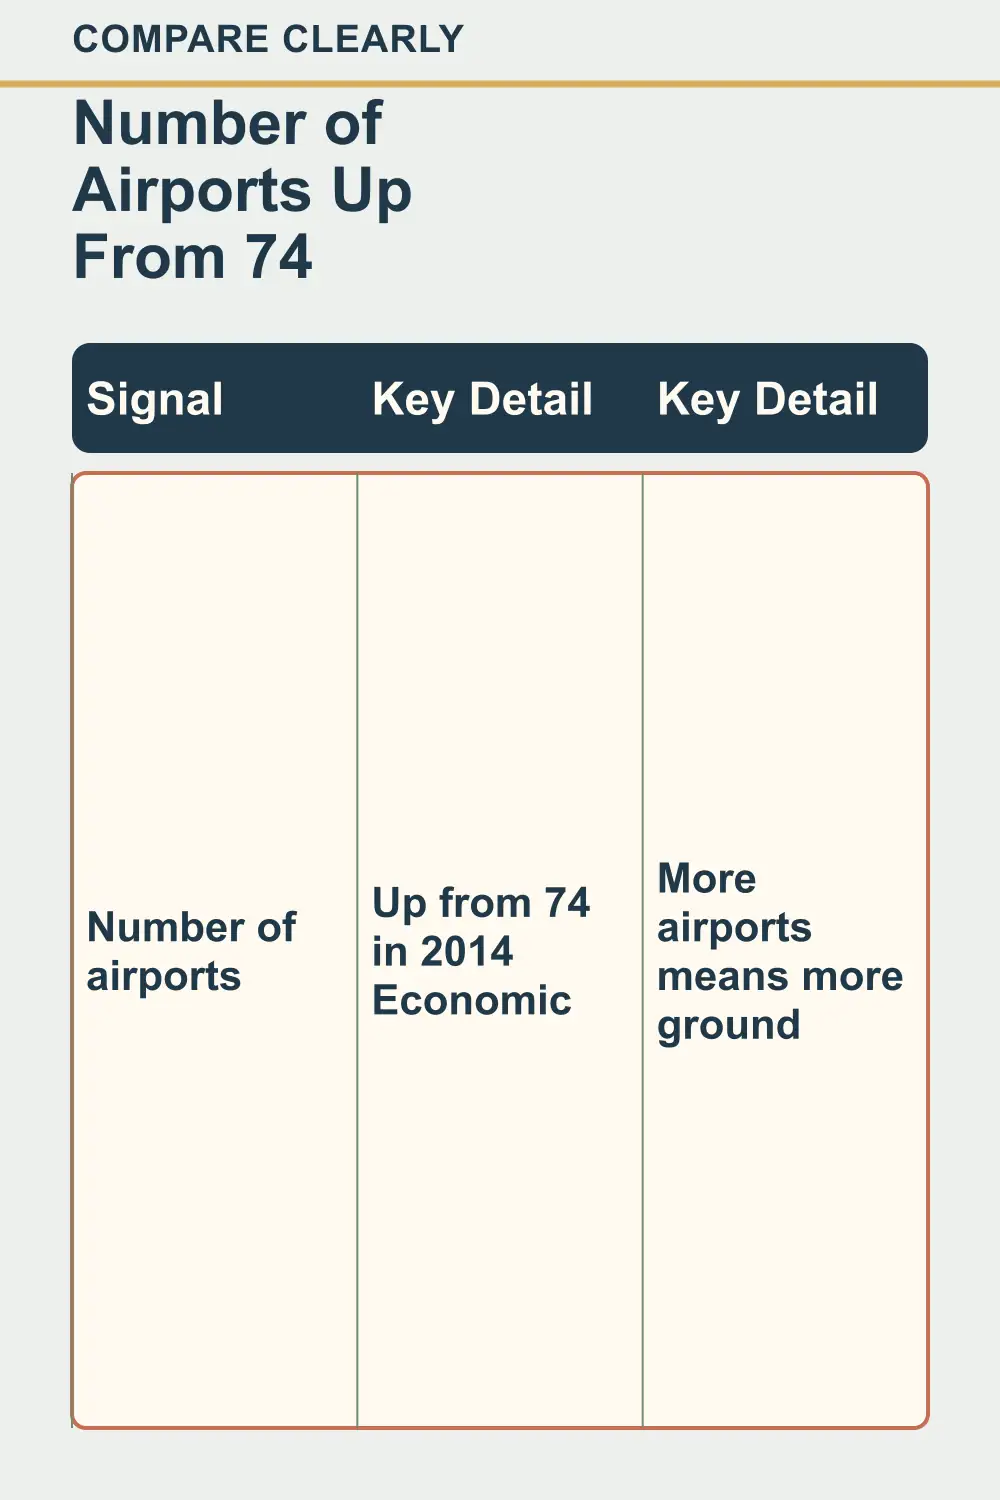 COMPARE CLEARLY
Number of
Airports Up
From 74
Signal
Key Detail
Key Detail
Number of
airports
Up from 74
in 2014
Economic
More
airports
means more
ground